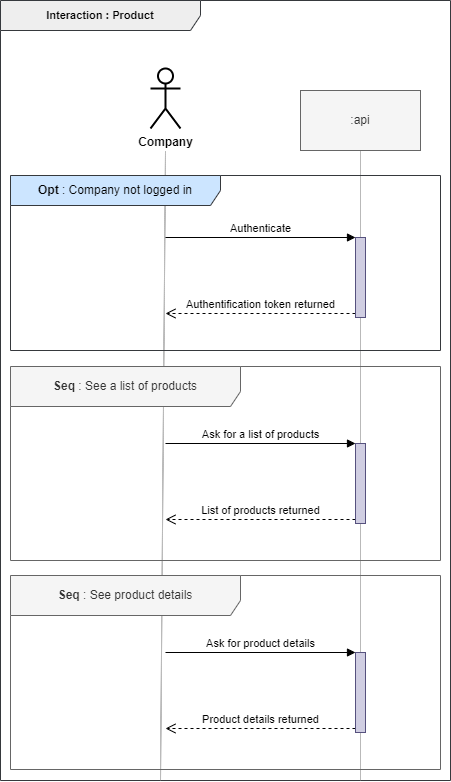 Interaction : Product
Company
:api
Opt : Company not logged in
Authenticate
Authentification token returned
Seq : See a list of products
Ask for a list of products
List of products returned
Seq : See product details
Ask for product details
Product details returned